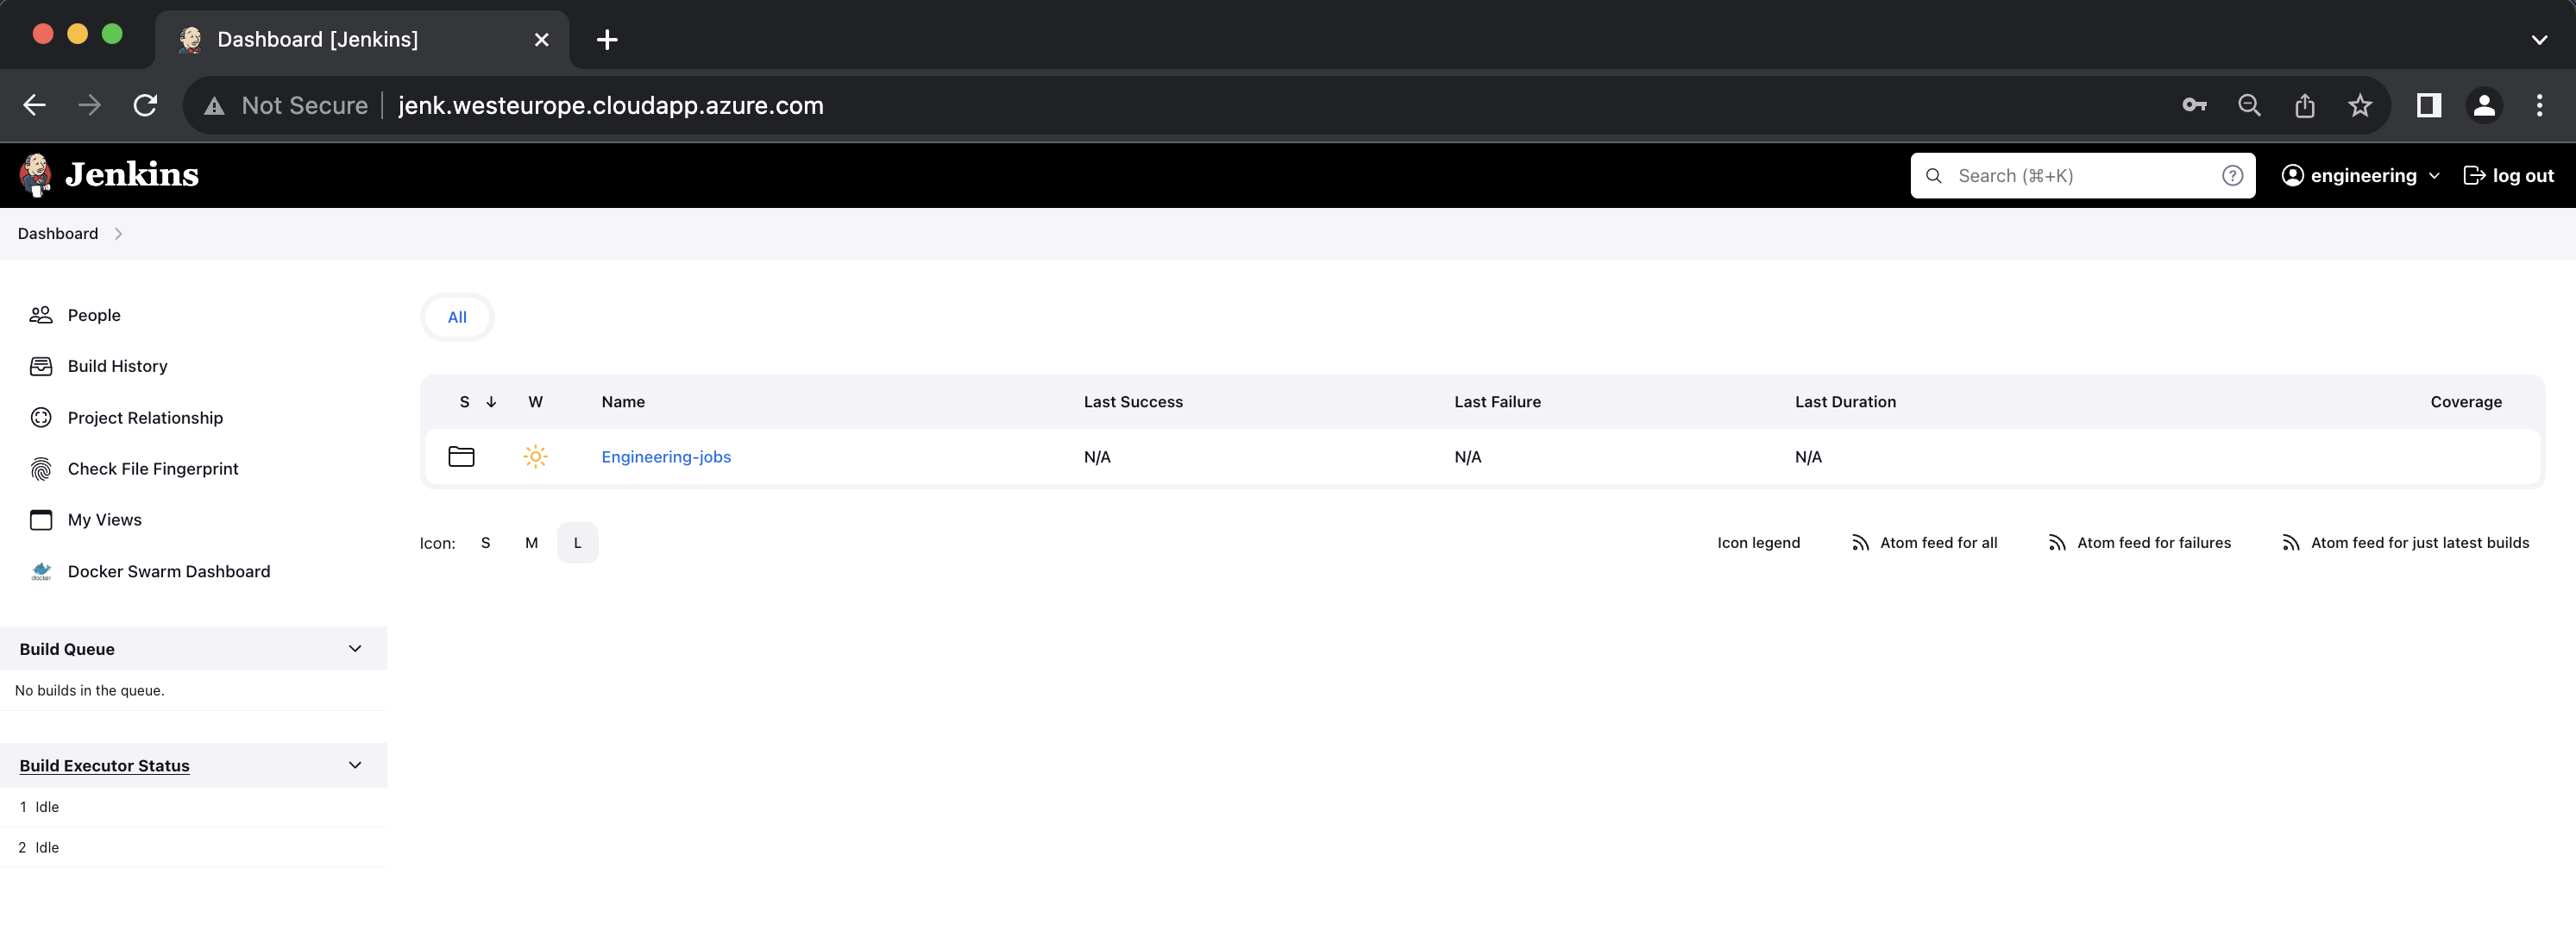 Dashboard [Jenkins]
Not Secure jenk.westeurope.cloudapp.azure.com
Jenkins Search (⌘+K) engineering log out
Dashboard
People
Build History
Project Relationship
Check File Fingerprint
My Views
docker Docker Swarm Dashboard
Build Queue
No builds in the queue.
Build Executor Status
1 Idle
2 Idle
All
S W Name Last Success Last Failure Last Duration Coverage
Engineering-jobs N/A N/A N/A
Icon: S M L Icon legend Atom feed for all Atom feed for failures Atom feed for just latest builds